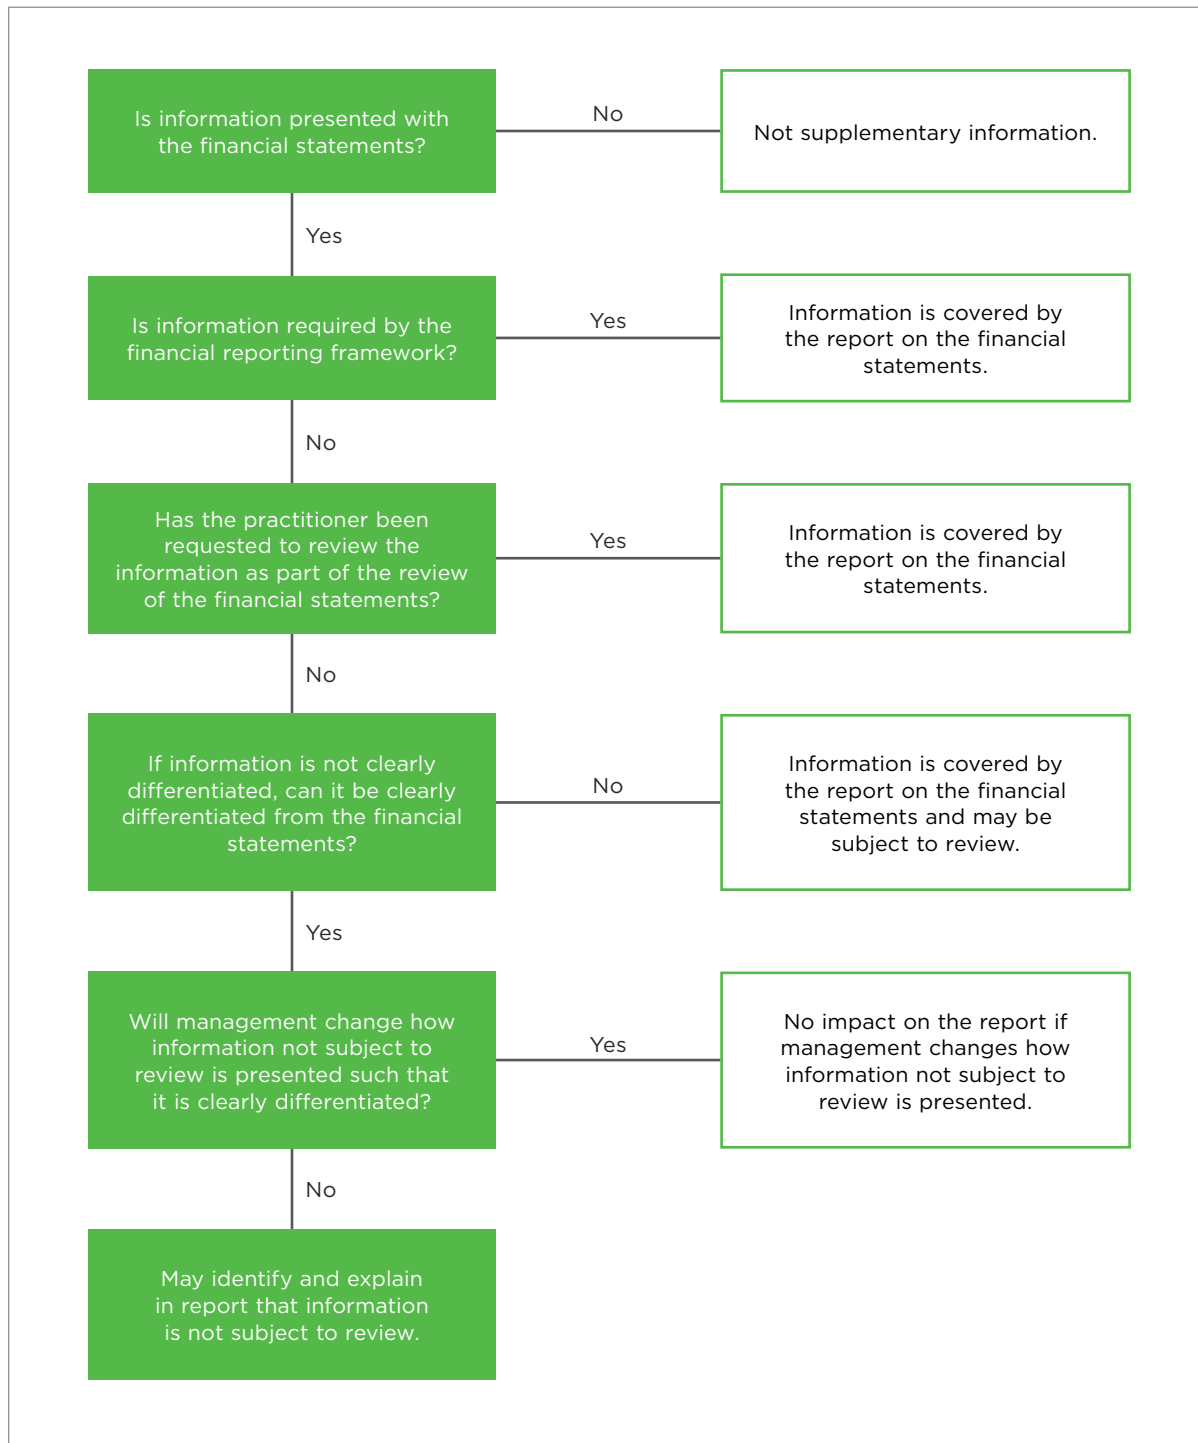 Is information presented with
the financial statements?
No
Not supplementary information.
Yes
Is information required by the
financial reporting framework?
Yes
Information is covered by
the report on the financial
statements.
No
Has the practitioner been
requested to review the
information as part of the review
of the financial statements?
Yes
Information is covered by
the report on the financial
statements.
No
If information is not clearly
differentiated, can it be clearly
differentiated from the financial
statements?
No
Information is covered by
the report on the financial
statements and may be
subject to review.
Yes
Will management change how
information not subject to
review is presented such that
it is clearly differentiated?
Yes
No impact on the report if
management changes how
information not subject to
review is presented.
No
May identify and explain
in report that information
is not subject to review.